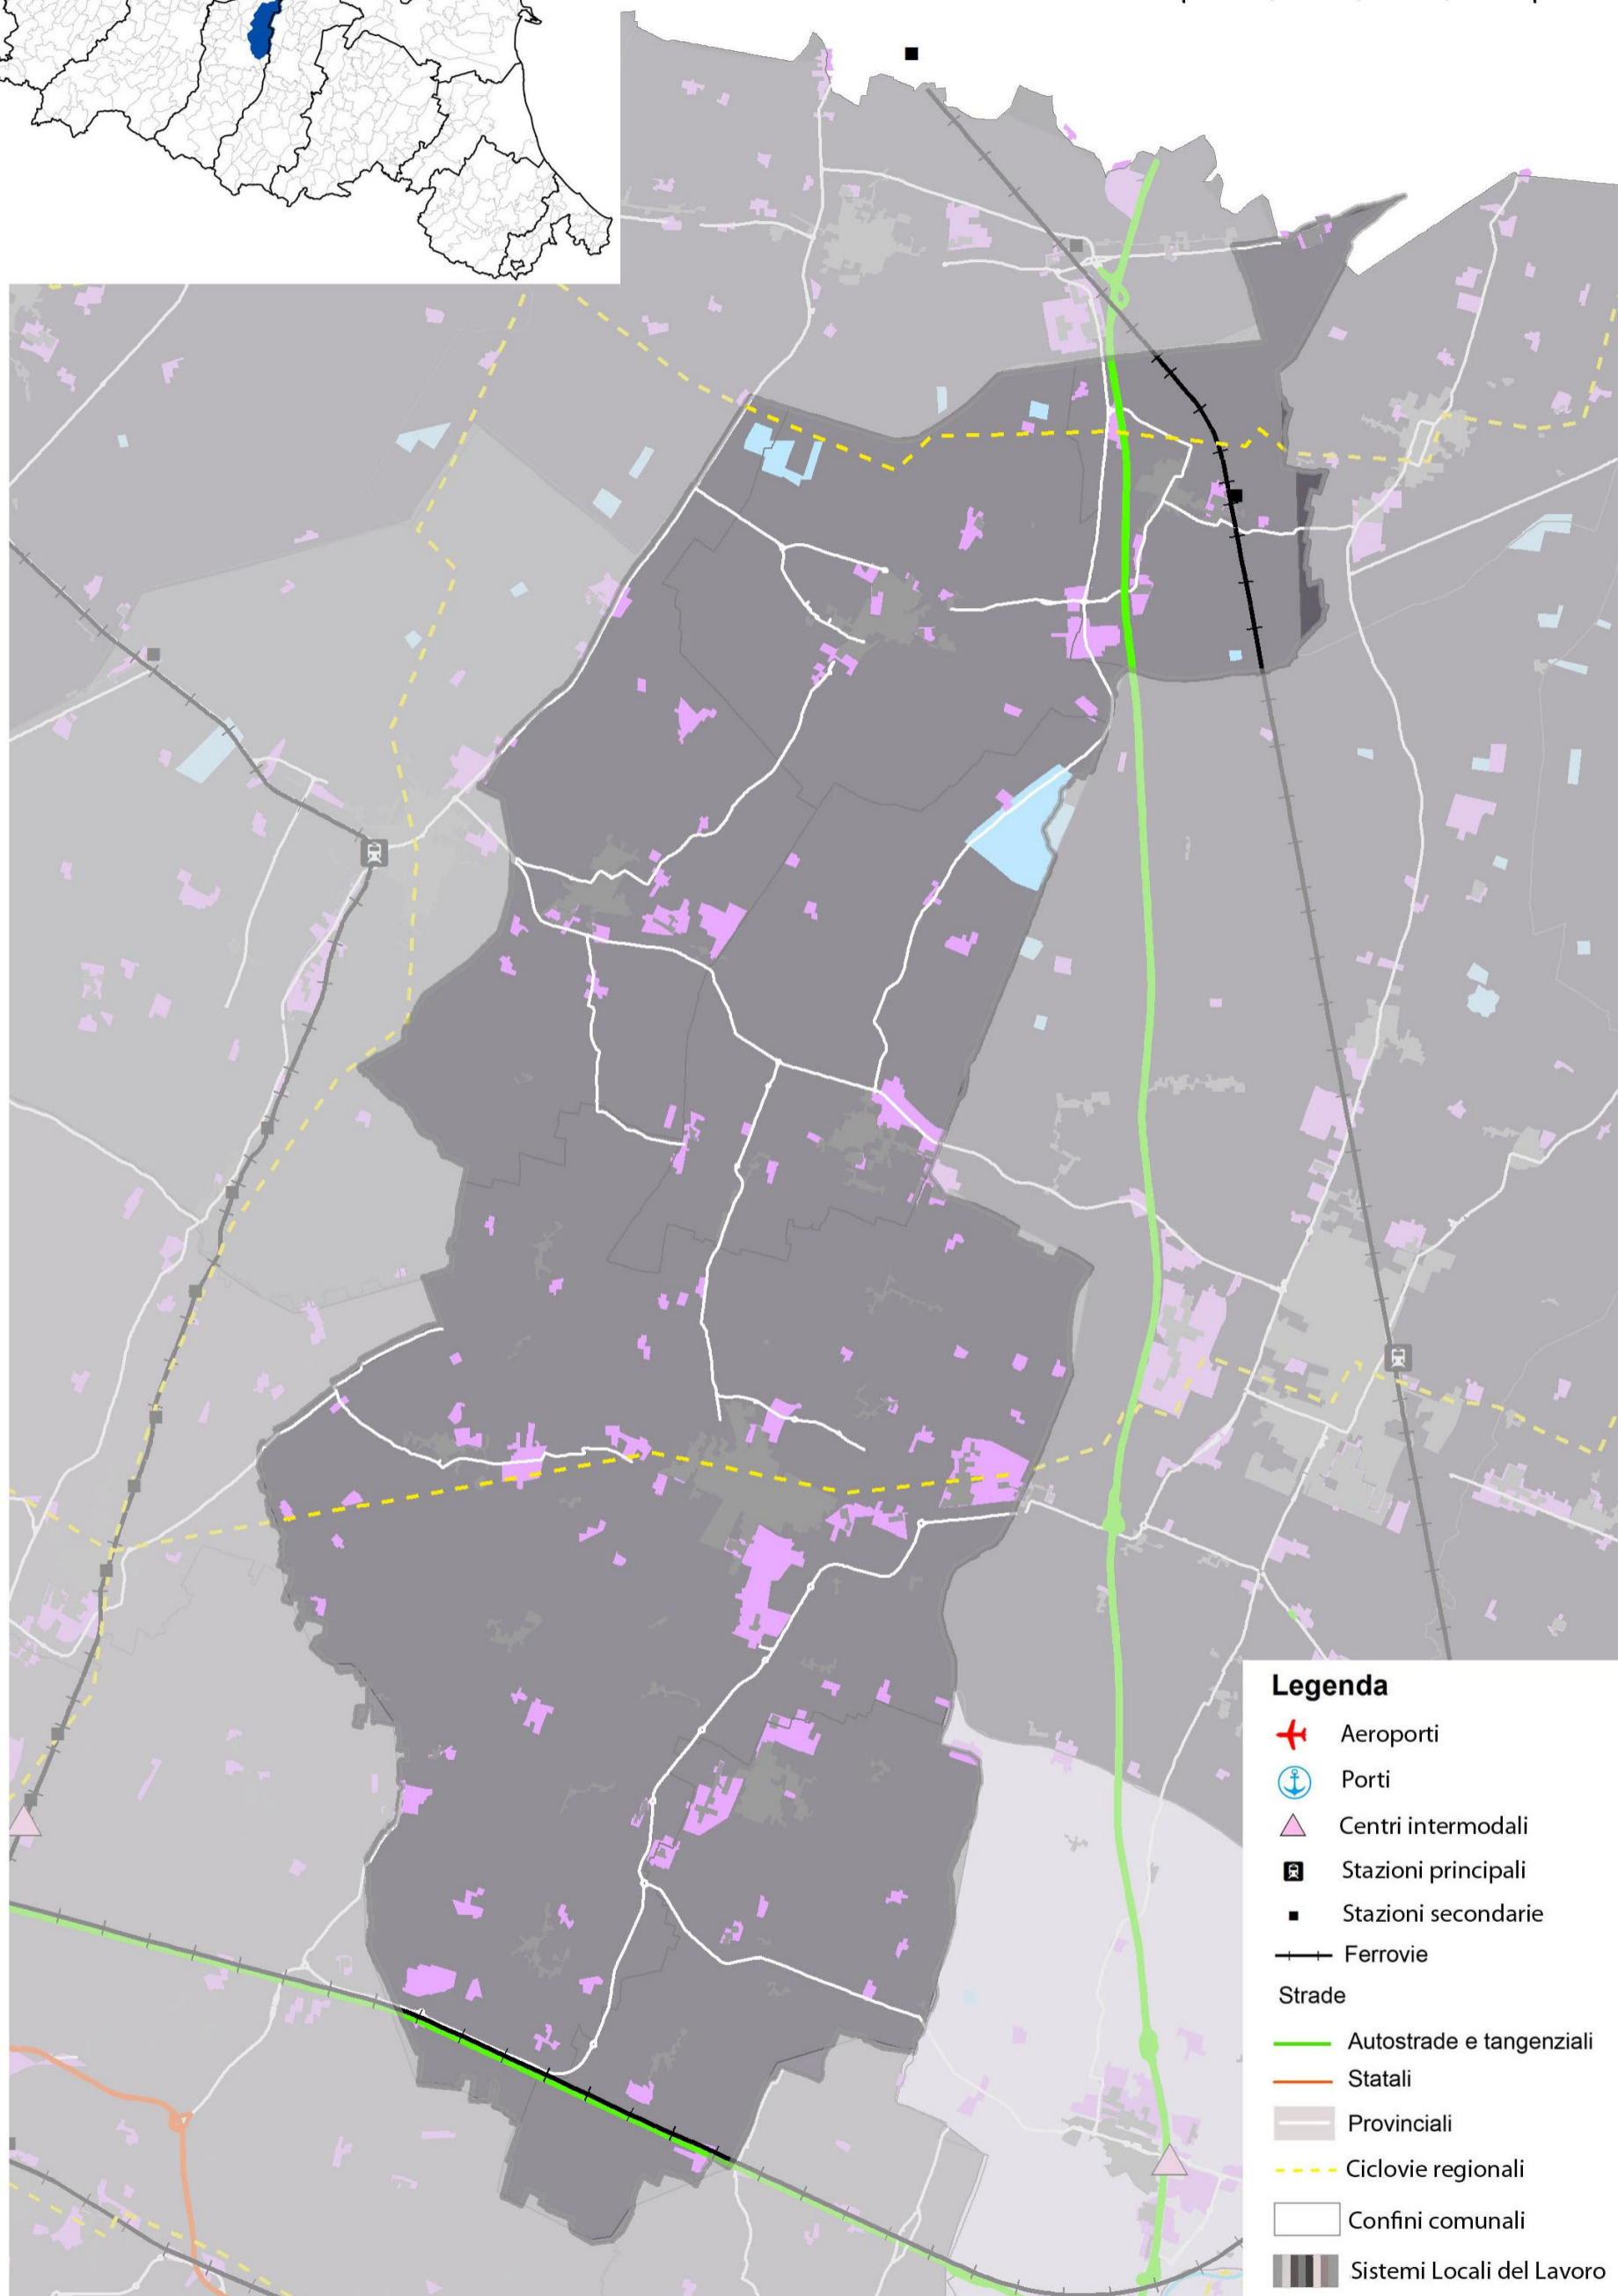 Legenda
Aeroporti
Porti
Centri intermodali
Stazioni principali
Stazioni secondarie
Ferrovie
Strade
Autostrade e tangenziali
Statali
Provinciali
Ciclovie regionali
Confini comunali
Sistemi Locali del Lavoro